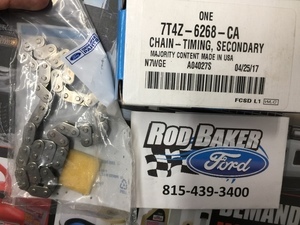 ONE
7T4Z-6268-CA
CHAIN-TIMING, SECONDARY
MAJORITY CONTENT MADE IN USA
N7WGE A04027S 04/25/17
FCSD L1
ROD BAKER
Ford
815-439-3400
DEMAND